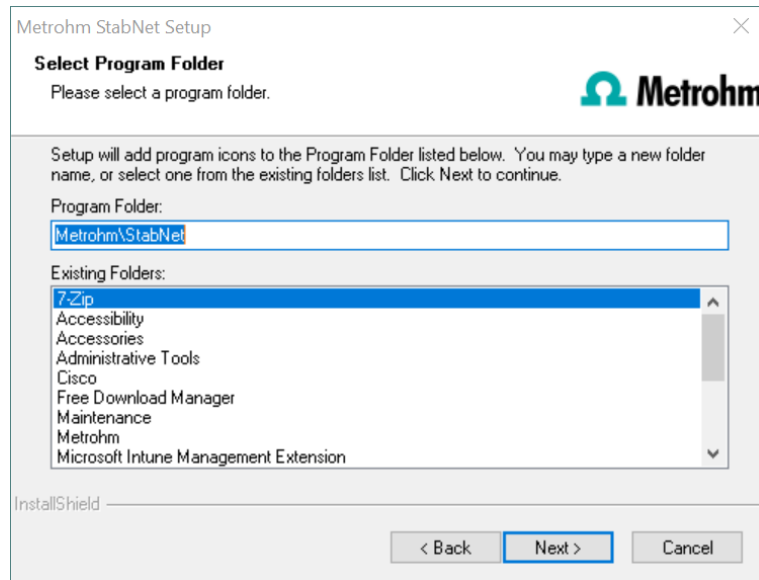 Metrohm StabNet Setup
Select Program Folder
Please select a program folder.
Metrohm
Setup will add program icons to the Program Folder listed below. You may type a new folder
name, or select one from the existing folders list. Click Next to continue.
Program Folder:
Metrohm\StabNet
Existing Folders:
7-Zip
Accessibility
Accessories
Administrative Tools
Cisco
Free Download Manager
Maintenance
Metrohm
Microsoft Intune Management Extension
InstallShield
< Back Next > Cancel